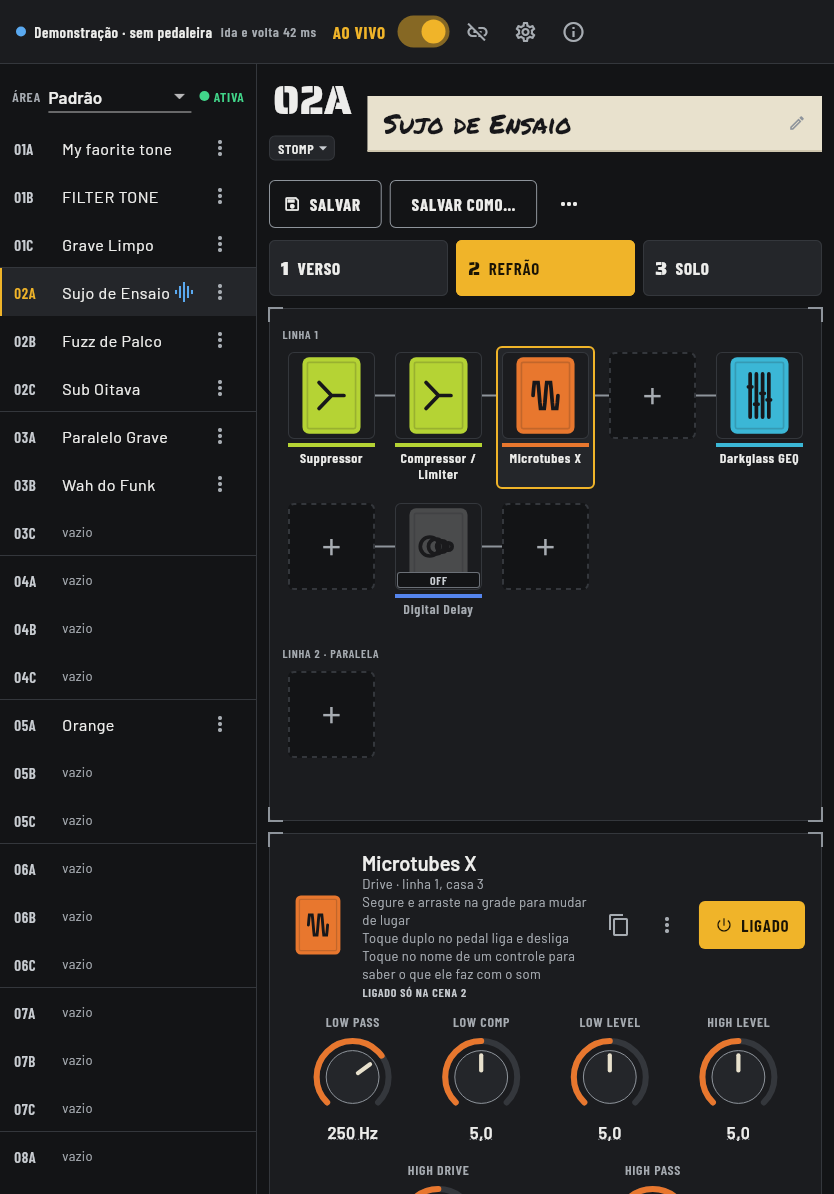 Demonstração · sem pedaleira Ida e volta 42 ms AO VIVO
ÁREA Padrão ATIVA
01A My faorite tone
01B FILTER TONE
01C Grave Limpo
02A Sujo de Ensaio
02B Fuzz de Palco
02C Sub Oitava
03A Paralelo Grave
03B Wah do Funk
03C vazio
04A vazio
04B vazio
04C vazio
05A Orange
05B vazio
05C vazio
06A vazio
06B vazio
06C vazio
07A vazio
07B vazio
07C vazio
08A vazio
02A
Sujo de Ensaio
STOMP
SALVAR SALVAR COMO...
1 VERSO 2 REFRÃO 3 SOLO
LINHA 1
Suppressor Compressor / Limiter Microtubes X Darkglass GEQ
OFF
Digital Delay
LINHA 2 · PARALELA
Microtubes X
Drive · linha 1, casa 3
Segure e arraste na grade para mudar
de lugar
Toque duplo no pedal liga e desliga
Toque no nome de um controle para
saber o que ele faz com o som
LIGADO SÓ NA CENA 2
LIGADO
LOW PASS LOW COMP LOW LEVEL HIGH LEVEL
250 Hz 5,0 5,0 5,0
HIGH DRIVE HIGH PASS